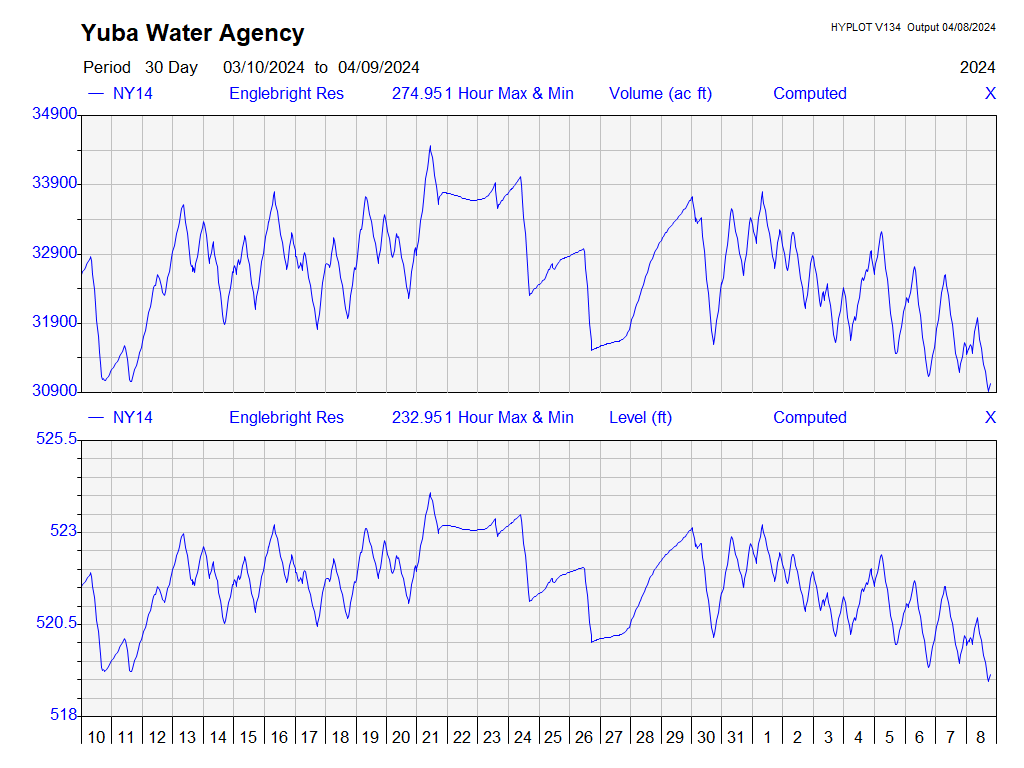 Yuba Water Agency
HYPLOT V134 Output 04/08/2024
Period 30 Day 03/10/2024 to 04/09/2024 2024
NY14 Englebright Res 274.951 Hour Max & Min Volume (ac ft) Computed X
34900
33900
32900
31900
30900
NY14 Englebright Res 232.951 Hour Max & Min Level (ft) Computed X
525.5
523
520.5
518
10 11 12 13 14 15 16 17 18 19 20 21 22 23 24 25 26 27 28 29 30 31 1 2 3 4 5 6 7 8